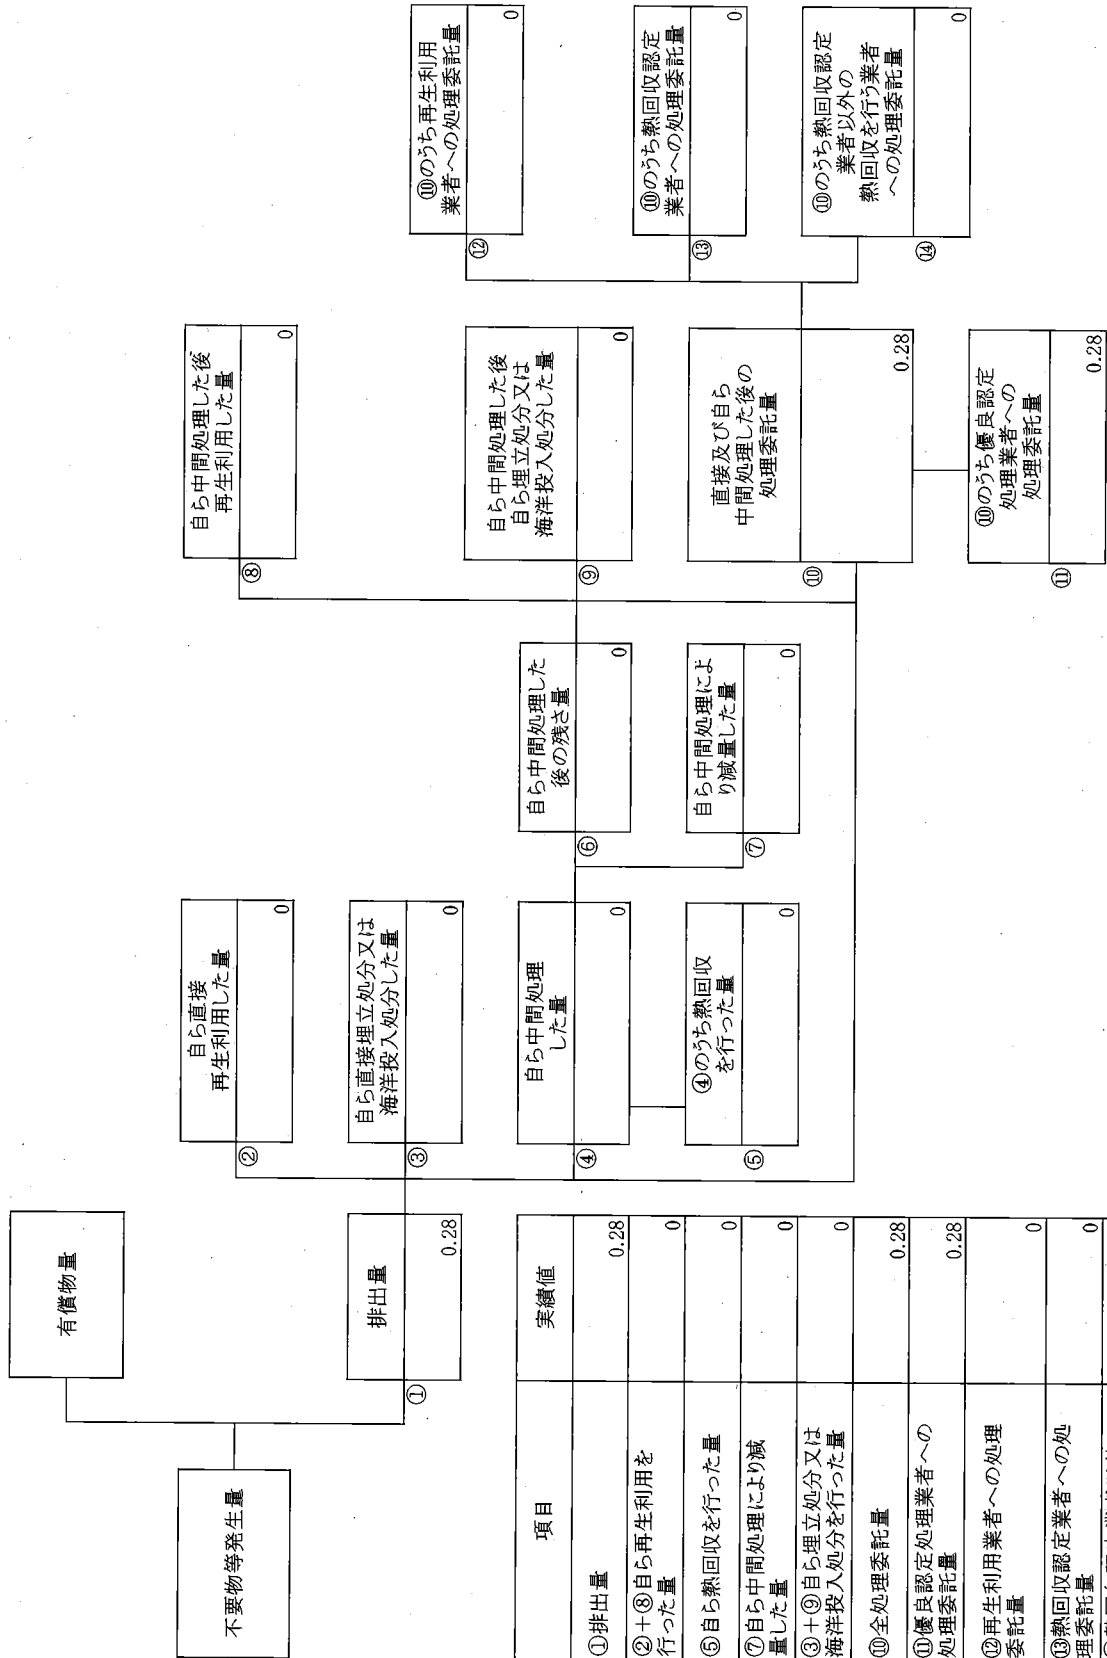 不要物等発生量
有償物量
①
排出量
0.28
②
自ら直接
再生利用した量
0
③
自ら直接埋立処分又は
海洋投入処分した量
0
④
自ら中間処理
した量
0
⑤
④のうち熱回収
を行った量
0
⑥
自ら中間処理した
後の残さ量
0
⑦
自ら中間処理によ
り減量した量
0
⑧
自ら中間処理した後
再生利用した量
0
⑨
自ら中間処理した後
自ら埋立処分又は
海洋投入処分した量
0
⑩
直接及び自ら
中間処理した後の
処理委託量
0.28
⑪
⑩のうち優良認定
処理業者への
処理委託量
0.28
⑫
⑩のうち再生利用
業者への処理委託量
0
⑬
⑩のうち熱回収認定
業者への処理委託量
0
⑭
⑩のうち熱回収認定
業者以外の
熱回収を行う業者
への処理委託量
0
項目 実績値
①排出量 0.28
②+⑧自ら再生利用を
行った量 0
⑤自ら熱回収を行った量 0
⑦自ら中間処理により減
量した量 0
③+⑨自ら埋立処分又は
海洋投入処分を行った量 0
⑩全処理委託量 0.28
⑪優良認定処理業者への
処理委託量 0.28
⑫再生利用業者への処理
委託量 0
⑬熱回収認定業者への処
理委託量 0